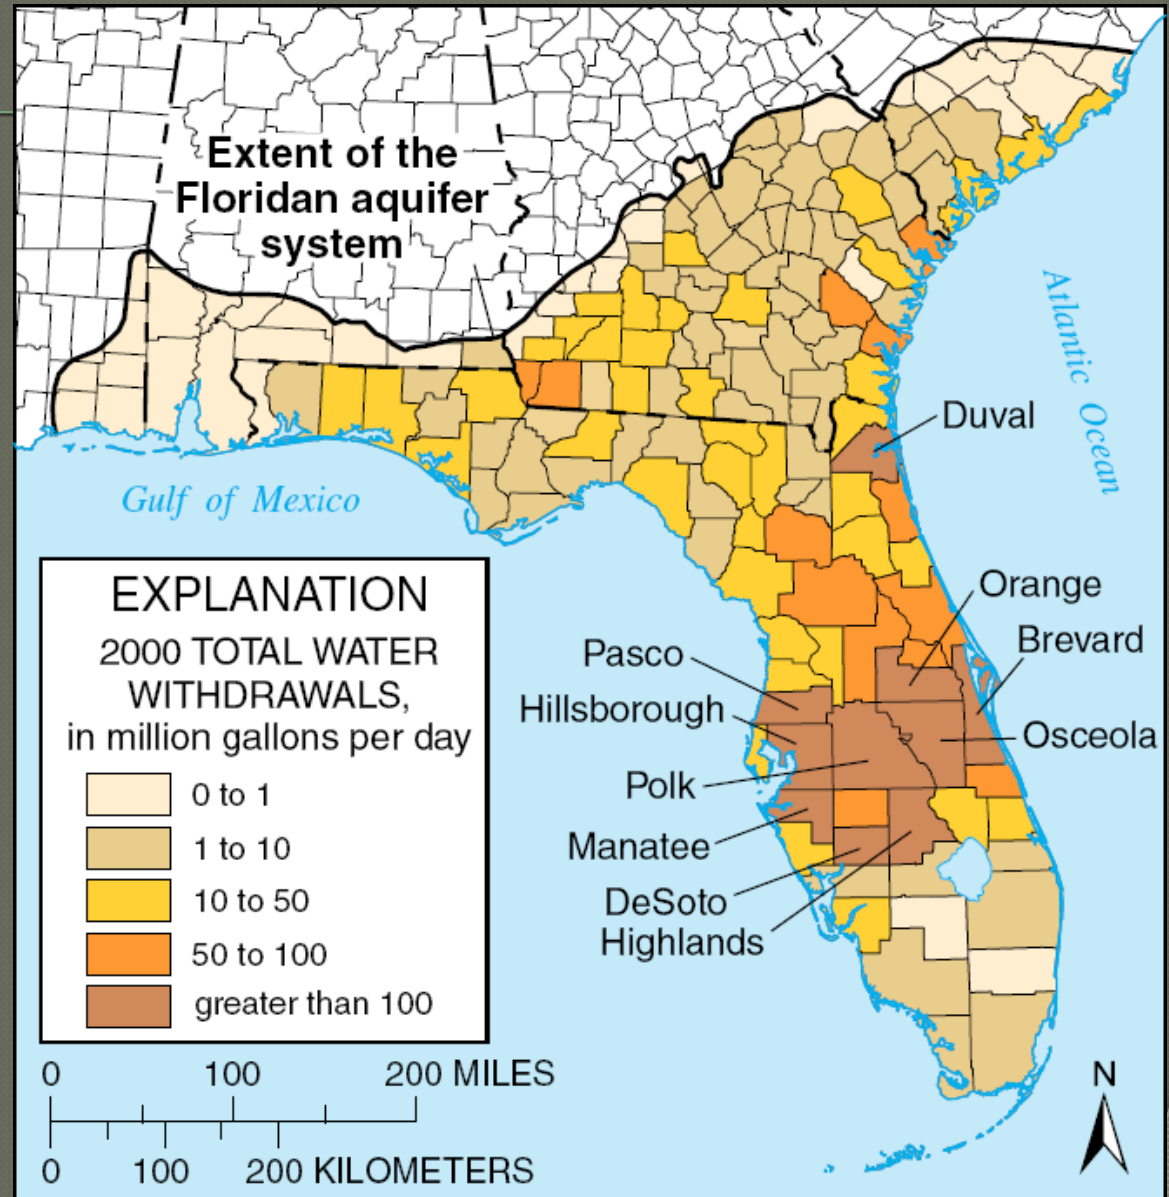 Extent of the
Floridan aquifer
system
Atlantic Ocean
Duval
Gulf of Mexico
Orange
Brevard
Pasco
Hillsborough
Osceola
Polk
Manatee
DeSoto
Highlands
EXPLANATION
2000 TOTAL WATER
WITHDRAWALS,
in million gallons per day
0 to 1
1 to 10
10 to 50
50 to 100
greater than 100
0 100 200 MILES
0 100 200 KILOMETERS
N